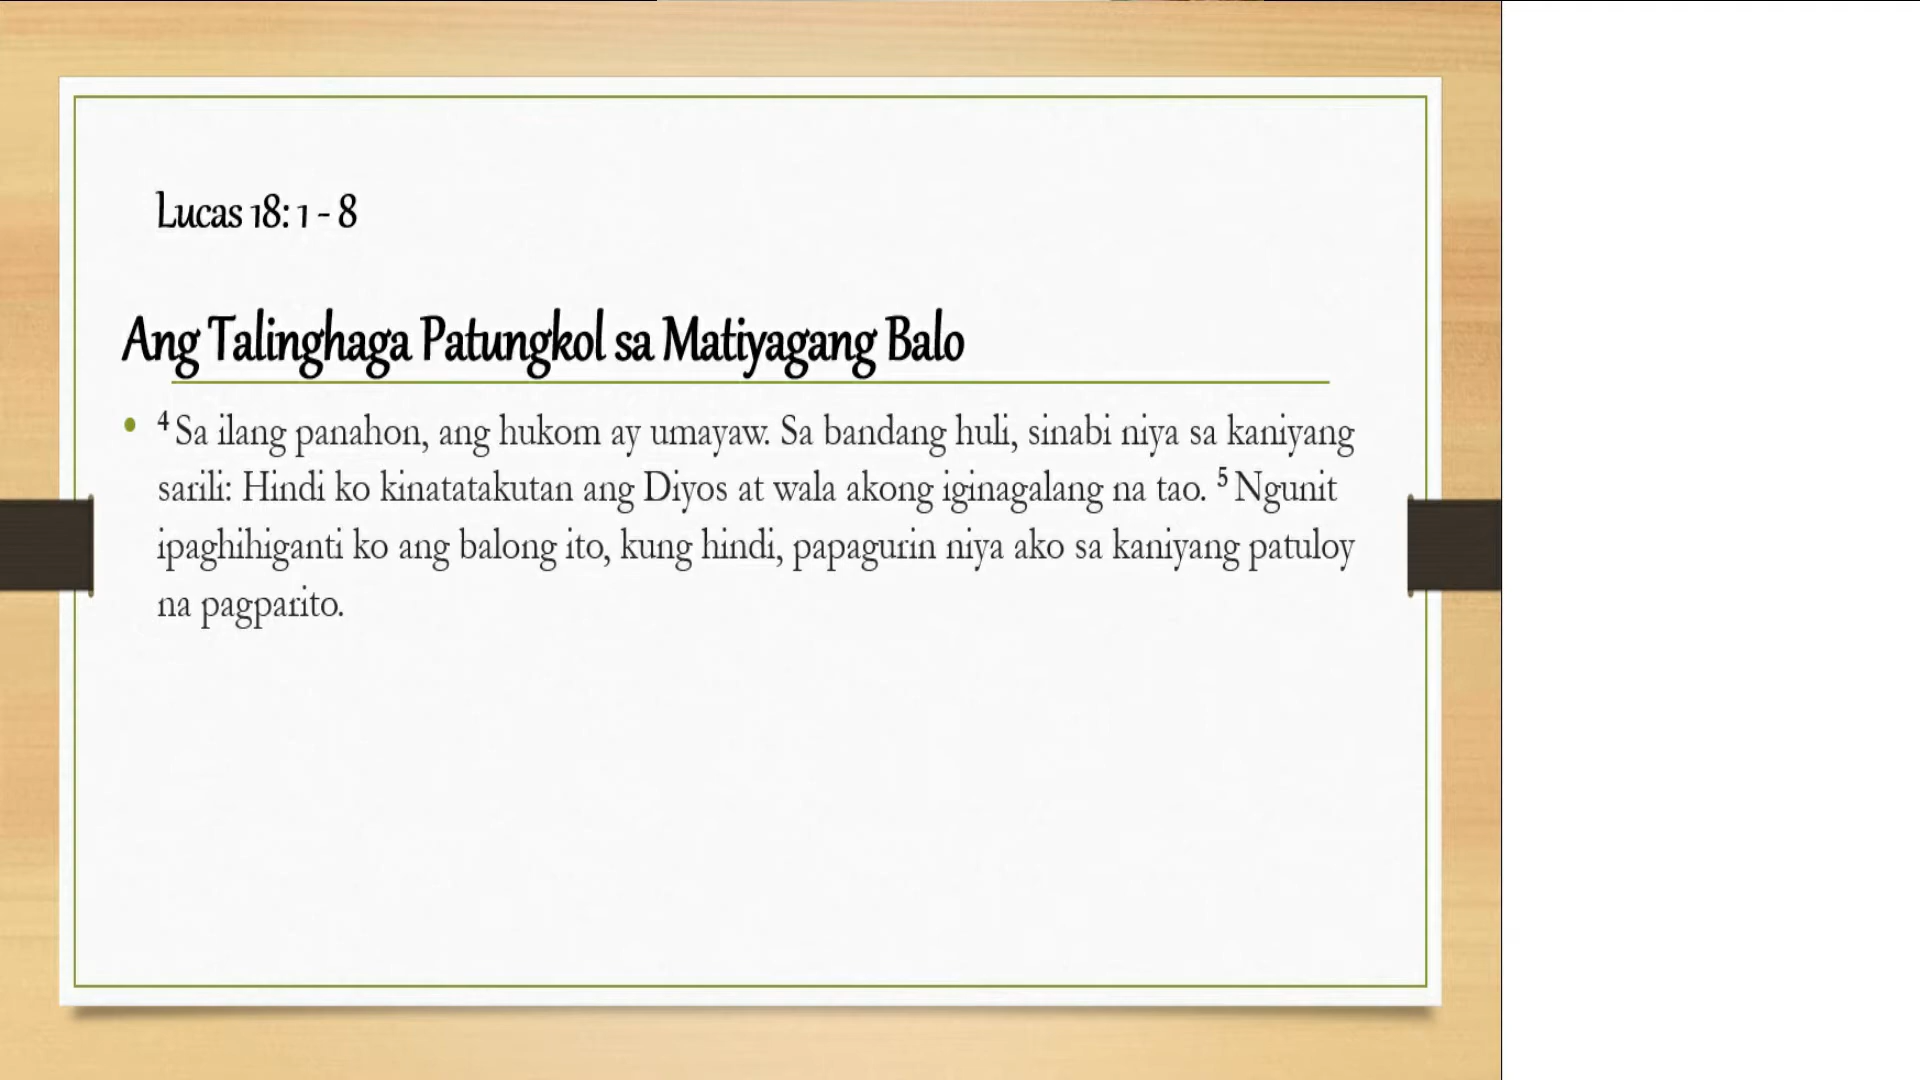 Lucas 18: 1 - 8
Ang Talinghaga Patungkol sa Matiyagang Balo
• ⁴ Sa ilang panahon, ang hukom ay umayaw. Sa bandang huli, sinabi niya sa kaniyang
sarili: Hindi ko kinatatakutan ang Diyos at wala akong iginagalang na tao. ⁵ Ngunit
ipaghihiganti ko ang balong ito, kung hindi, papagurin niya ako sa kaniyang patuloy
na pagparito.